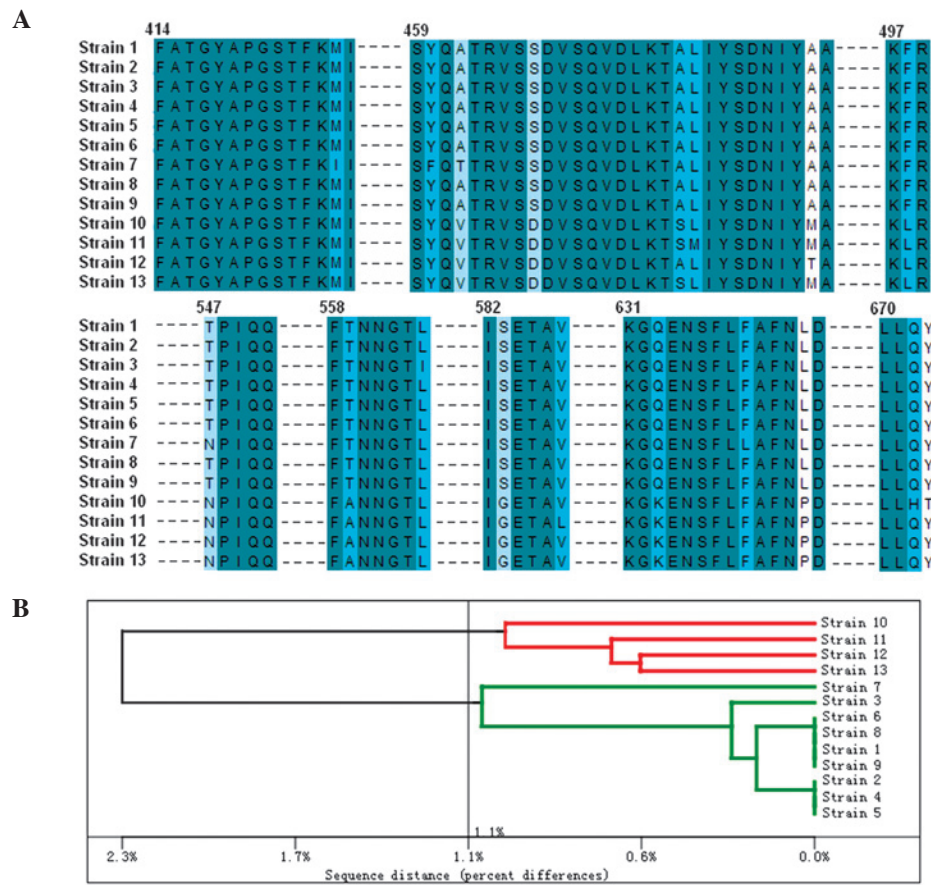 A
414 459 497
Strain 1 FATGYAPGSTFKMI ---- SYQATRVSSDVSQVDLKTALIYSDNIYAA ---- KFR
Strain 2 FATGYAPGSTFKMI ---- SYQATRVSSDVSQVDLKTALIYSDNIYAA ---- KFR
Strain 3 FATGYAPGSTFKMI ---- SYQATRVSSDVSQVDLKTALIYSDNIYAA ---- KFR
Strain 4 FATGYAPGSTFKMI ---- SYQATRVSSDVSQVDLKTALIYSDNIYAA ---- KFR
Strain 5 FATGYAPGSTFKMI ---- SYQATRVSSDVSQVDLKTALIYSDNIYAA ---- KFR
Strain 6 FATGYAPGSTFKMI ---- SYQATRVSSDVSQVDLKTALIYSDNIYAA ---- KFR
Strain 7 FATGYAPGSTFKII ---- SFQTTRVSSDVSQVDLKTALIYSDNIYAA ---- KFR
Strain 8 FATGYAPGSTFKMI ---- SYQATRVSSDVSQVDLKTALIYSDNIYAA ---- KFR
Strain 9 FATGYAPGSTFKMI ---- SYQATRVSSDVSQVDLKTALIYSDNIYAA ---- KFR
Strain 10 FATGYAPGSTFKMI ---- SYQVTRVSDDVSQVDLKTSLIYSDNIYMA ---- KLR
Strain 11 FATGYAPGSTFKMI ---- SYQVTRVSDDVSQVDLKTSMIYSDNIYMA ---- KLR
Strain 12 FATGYAPGSTFKMI ---- SYQVTRVSDDVSQVDLKTALIYSDNIYTA ---- KLR
Strain 13 FATGYAPGSTFKMI ---- SYQVTRVSDDVSQVDLKTSLIYSDNIYMA ---- KLR
547 558 582 631 670
Strain 1 ---- TPIQQ ---- FTNNGTL ---- ISETAV ---- KGQENSFLFAFNLD ---- LLQY
Strain 2 ---- TPIQQ ---- FTNNGTL ---- ISETAV ---- KGQENSFLFAFNLD ---- LLQY
Strain 3 ---- TPIQQ ---- FTNNGTI ---- ISETAV ---- KGQENSFLFAFNLD ---- LLQY
Strain 4 ---- TPIQQ ---- FTNNGTL ---- ISETAV ---- KGQENSFLFAFNLD ---- LLQY
Strain 5 ---- TPIQQ ---- FTNNGTL ---- ISETAV ---- KGQENSFLFAFNLD ---- LLQY
Strain 6 ---- TPIQQ ---- FTNNGTL ---- ISETAV ---- KGQENSFLFAFNLD ---- LLQY
Strain 7 ---- NPIQQ ---- FTNNGTL ---- ISETAV ---- KGQENSFLFAFNLD ---- LLQY
Strain 8 ---- TPIQQ ---- FTNNGTL ---- ISETAV ---- KGQENSFLFAFNLD ---- LLQY
Strain 9 ---- TPIQQ ---- FTNNGTL ---- ISETAV ---- KGQENSFLFAFNLD ---- LLQY
Strain 10 ---- NPIQQ ---- FANNGTL ---- IGETAV ---- KGKENSFLFAFNPD ---- LLHT
Strain 11 ---- NPIQQ ---- FANNGTL ---- IGETAL ---- KGKENSFLFAFNPD ---- LLQY
Strain 12 ---- NPIQQ ---- FANNGTL ---- IGETAV ---- KGKENSFLFAFNPD ---- LLQY
Strain 13 ---- NPIQQ ---- FANNGTL ---- IGETAV ---- KGKENSFLFAFNPD ---- LLQY
B
Strain 10
Strain 11
Strain 12
Strain 13
Strain 7
Strain 3
Strain 6
Strain 8
Strain 1
Strain 9
Strain 2
Strain 4
Strain 5
1.1%
2.3% 1.7% 1.1% 0.6% 0.0%
Sequence distance (percent differences)